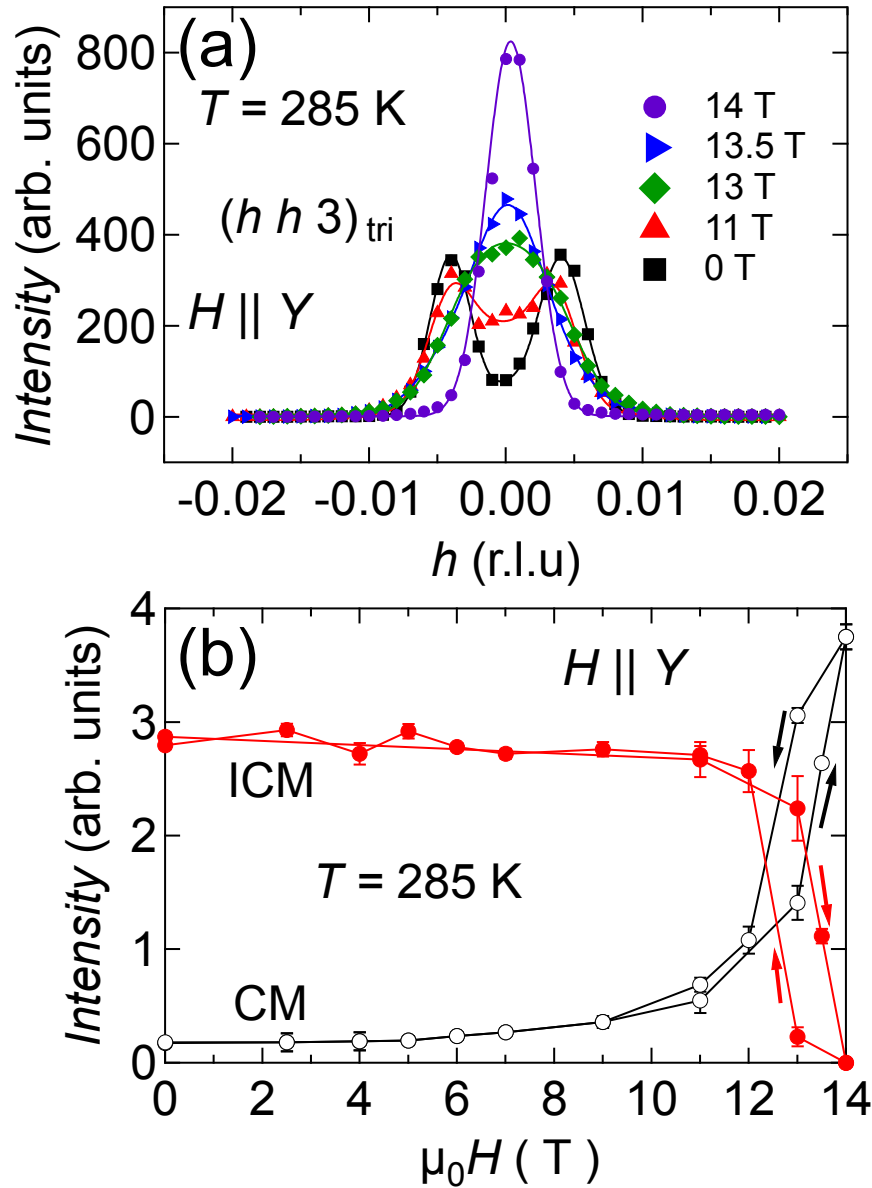 (a)
T = 285 K
(h h 3) tri
H || Y
14 T
13.5 T
13 T
11 T
0 T
Intensity (arb. units)
800
600
400
200
0
-0.02 -0.01 0.00 0.01 0.02
h (r.l.u)
(b)
H || Y
ICM
T = 285 K
CM
Intensity (arb. units)
4
3
2
1
0
0 2 4 6 8 10 12 14
μ₀H ( T )